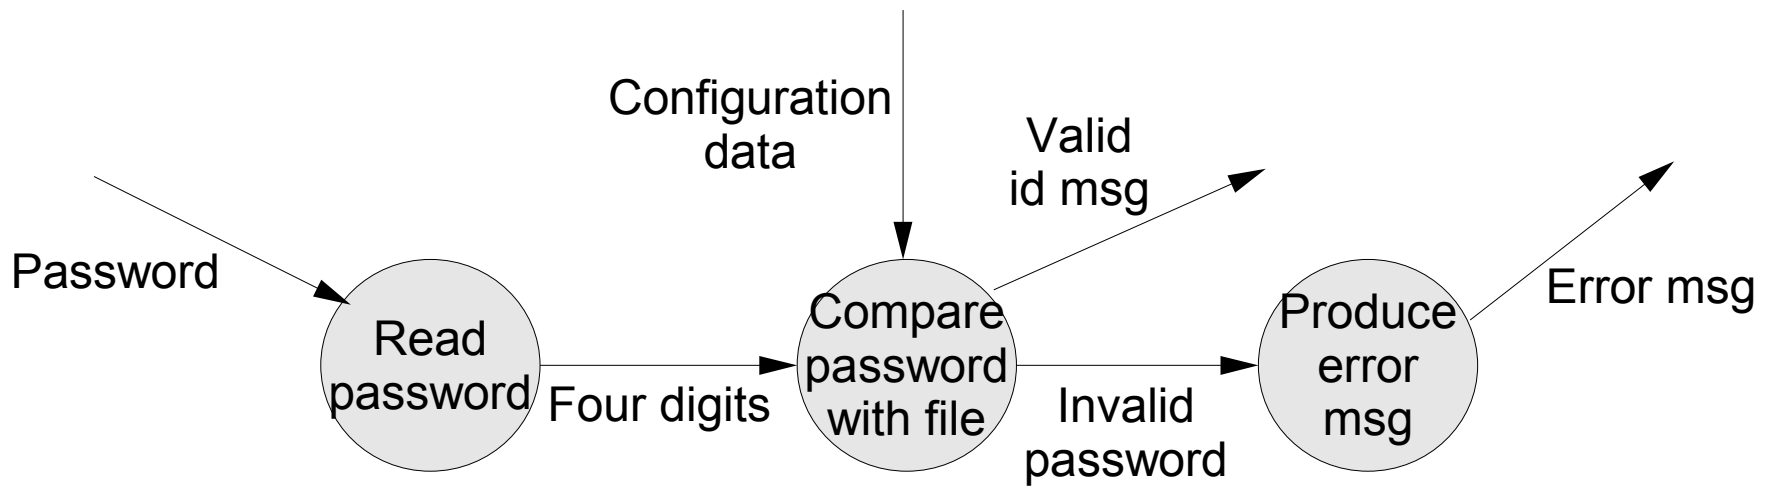 Configuration
data
Valid
id msg
Password
Error msg
Read
password
Four digits
Compare
password
with file
Invalid
password
Produce
error
msg